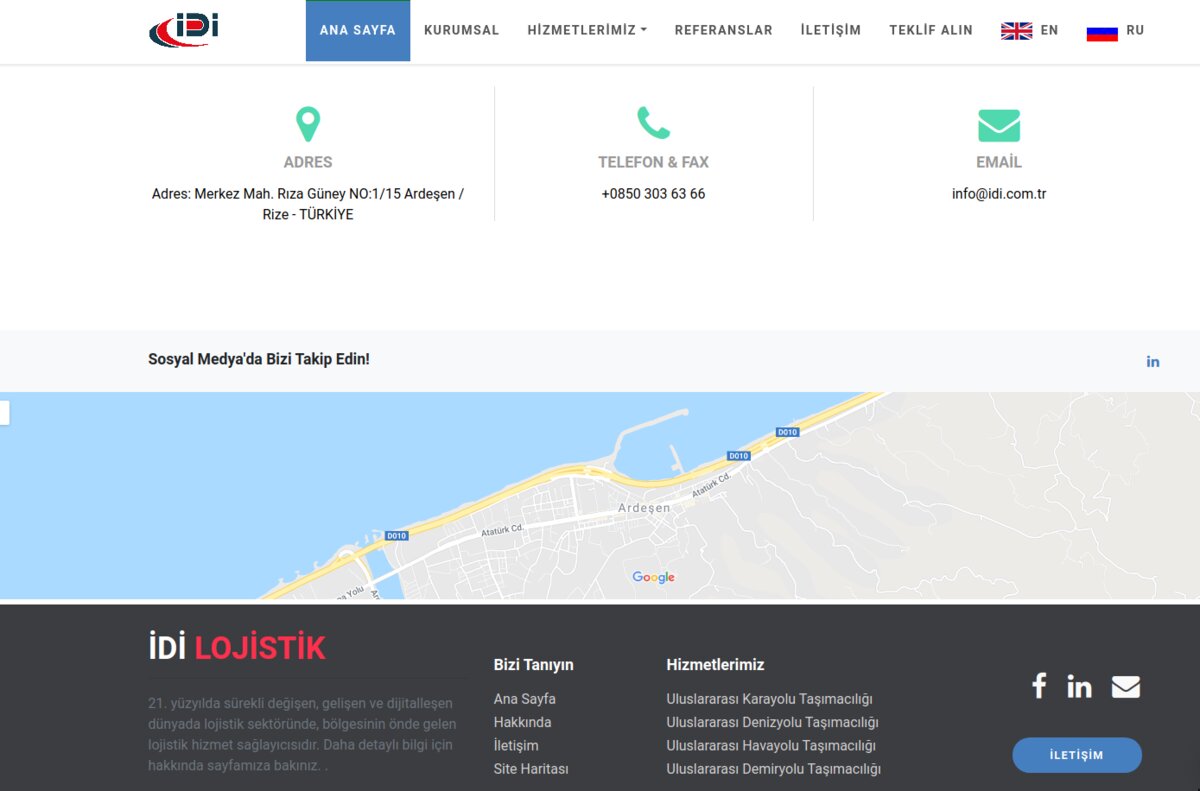 iDi
ANA SAYFA
KURUMSAL
HİZMETLERİMİZ
REFERANSLAR
İLETİŞİM
TEKLİF ALIN
EN
RU
ADRES
Adres: Merkez Mah. Rıza Güney NO:1/15 Ardeşen /
Rize - TÜRKİYE
TELEFON & FAX
+0850 303 63 66
EMAİL
info@idi.com.tr
Sosyal Medya'da Bizi Takip Edin!
in
D010
D010
Atatürk Cd.
Ardeşen
D010
Atatürk Cd.
Google
İDİ LOJİSTİK
21. yüzyılda sürekli değişen, gelişen ve dijitalleşen
dünyada lojistik sektöründe, bölgesinin önde gelen
lojistik hizmet sağlayıcısıdır. Daha detaylı bilgi için
hakkında sayfamıza bakınız. .
Bizi Tanıyın
Ana Sayfa
Hakkında
İletişim
Site Haritası
Hizmetlerimiz
Uluslararası Karayolu Taşımacılığı
Uluslararası Denizyolu Taşımacılığı
Uluslararası Havayolu Taşımacılığı
Uluslararası Demiryolu Taşımacılığı
f in
İLETİŞİM